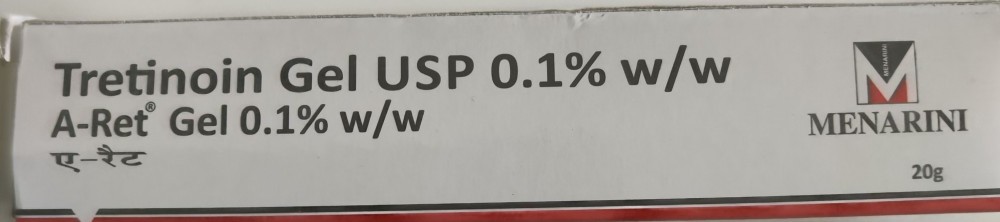 Tretinoin Gel USP 0.1% w/w
A-Ret® Gel 0.1% w/w
ए-रैट
MENARINI
MENARINI
20g